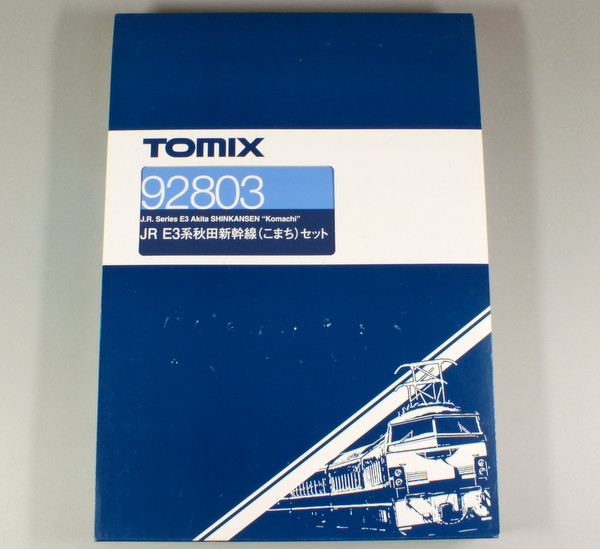 TOMIX
92803
J.R. Series E3 Akita SHINKANSEN "Komachi"
JR E3系秋田新幹線(こまち)セット